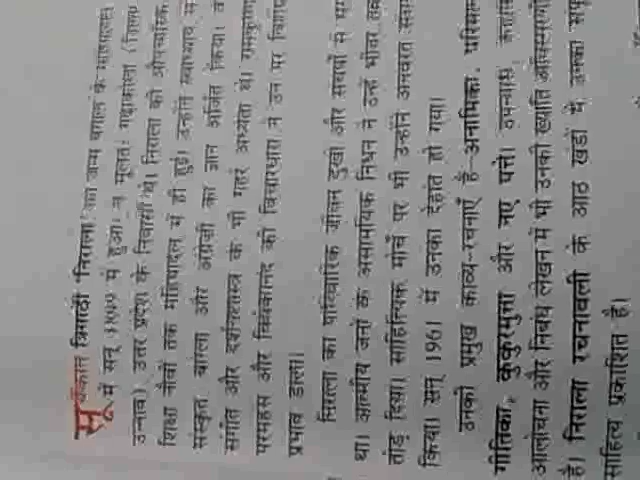 सूर्यकांत त्रिपाठी 'निराला' का जन्म बंगाल के महिषादल
में सन् 1899 में हुआ। वे मूलतः गढ़ाकोला (जिला
उन्नाव), उत्तर प्रदेश के निवासी थे। निराला की औपचारिक
शिक्षा नौवीं तक महिषादल में ही हुई। उन्होंने स्वाध्याय से
संस्कृत बांग्ला और अंग्रेज़ी का ज्ञान अर्जित किया। वे
संगीत और दर्शनशास्त्र के भी गहरे अध्येता थे। रामकृष्ण
परमहंस और विवेकानंद की विचारधारा ने उन पर विशेष
प्रभाव डाला।
निराला का पारिवारिक जीवन दुखों और संघर्षों से भरा
था। आत्मीय जनों के असामयिक निधन ने उन्हें भीतर तक
तोड़ दिया। साहित्यिक मोर्चे पर भी उन्होंने अनवरत संघर्ष
किया। सन् 1961 में उनका देहांत हो गया।
उनकी प्रमुख काव्य-रचनाएँ हैं-अनामिका, परिमल,
गीतिका, कुकुरमुत्ता और नए पत्ते। उपन्यास, कहानी,
आलोचना और निबंध लेखन में भी उनकी ख्याति अविस्मरणीय
है। निराला रचनावली के आठ खंडों में उनका संपूर्ण
साहित्य प्रकाशित है।